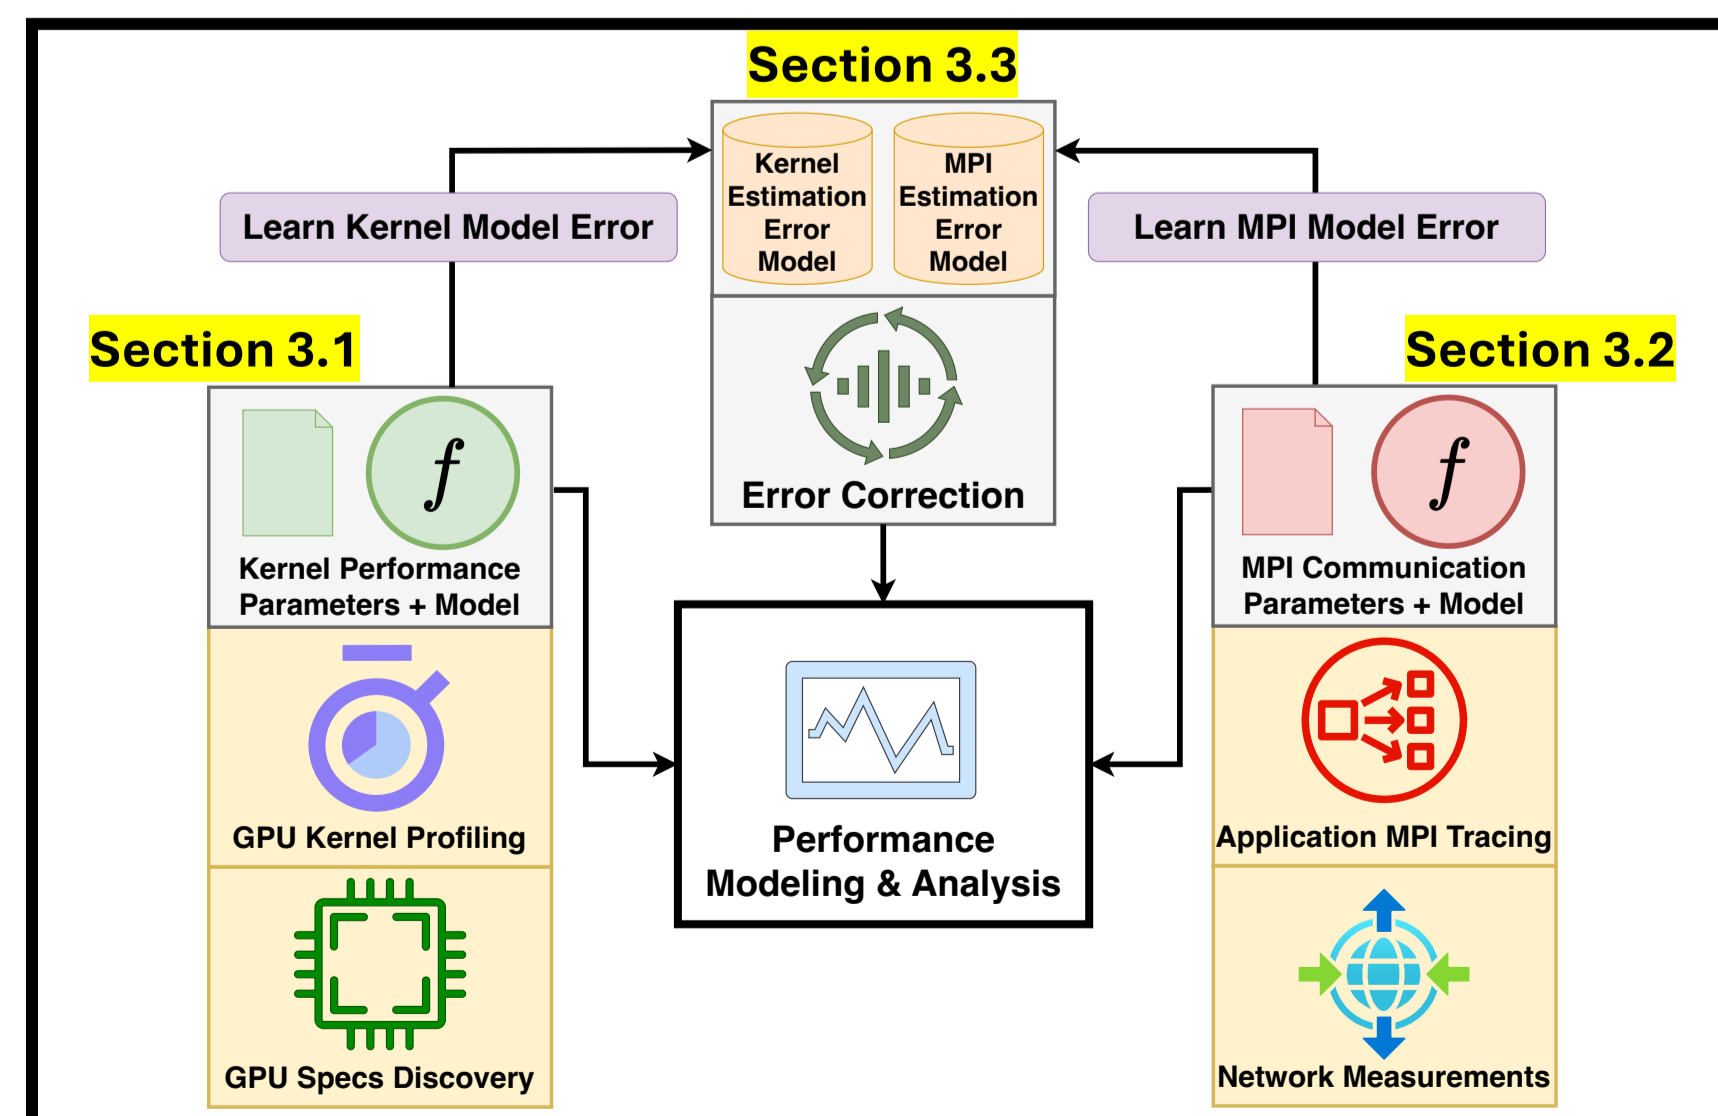 Section 3.3
Kernel
Estimation
Error
Model
MPI
Estimation
Error
Model
Learn Kernel Model Error
Learn MPI Model Error
Error Correction
Section 3.1
f
Kernel Performance
Parameters + Model
GPU Kernel Profiling
GPU Specs Discovery
Section 3.2
f
MPI Communication
Parameters + Model
Application MPI Tracing
Network Measurements
Performance
Modeling & Analysis